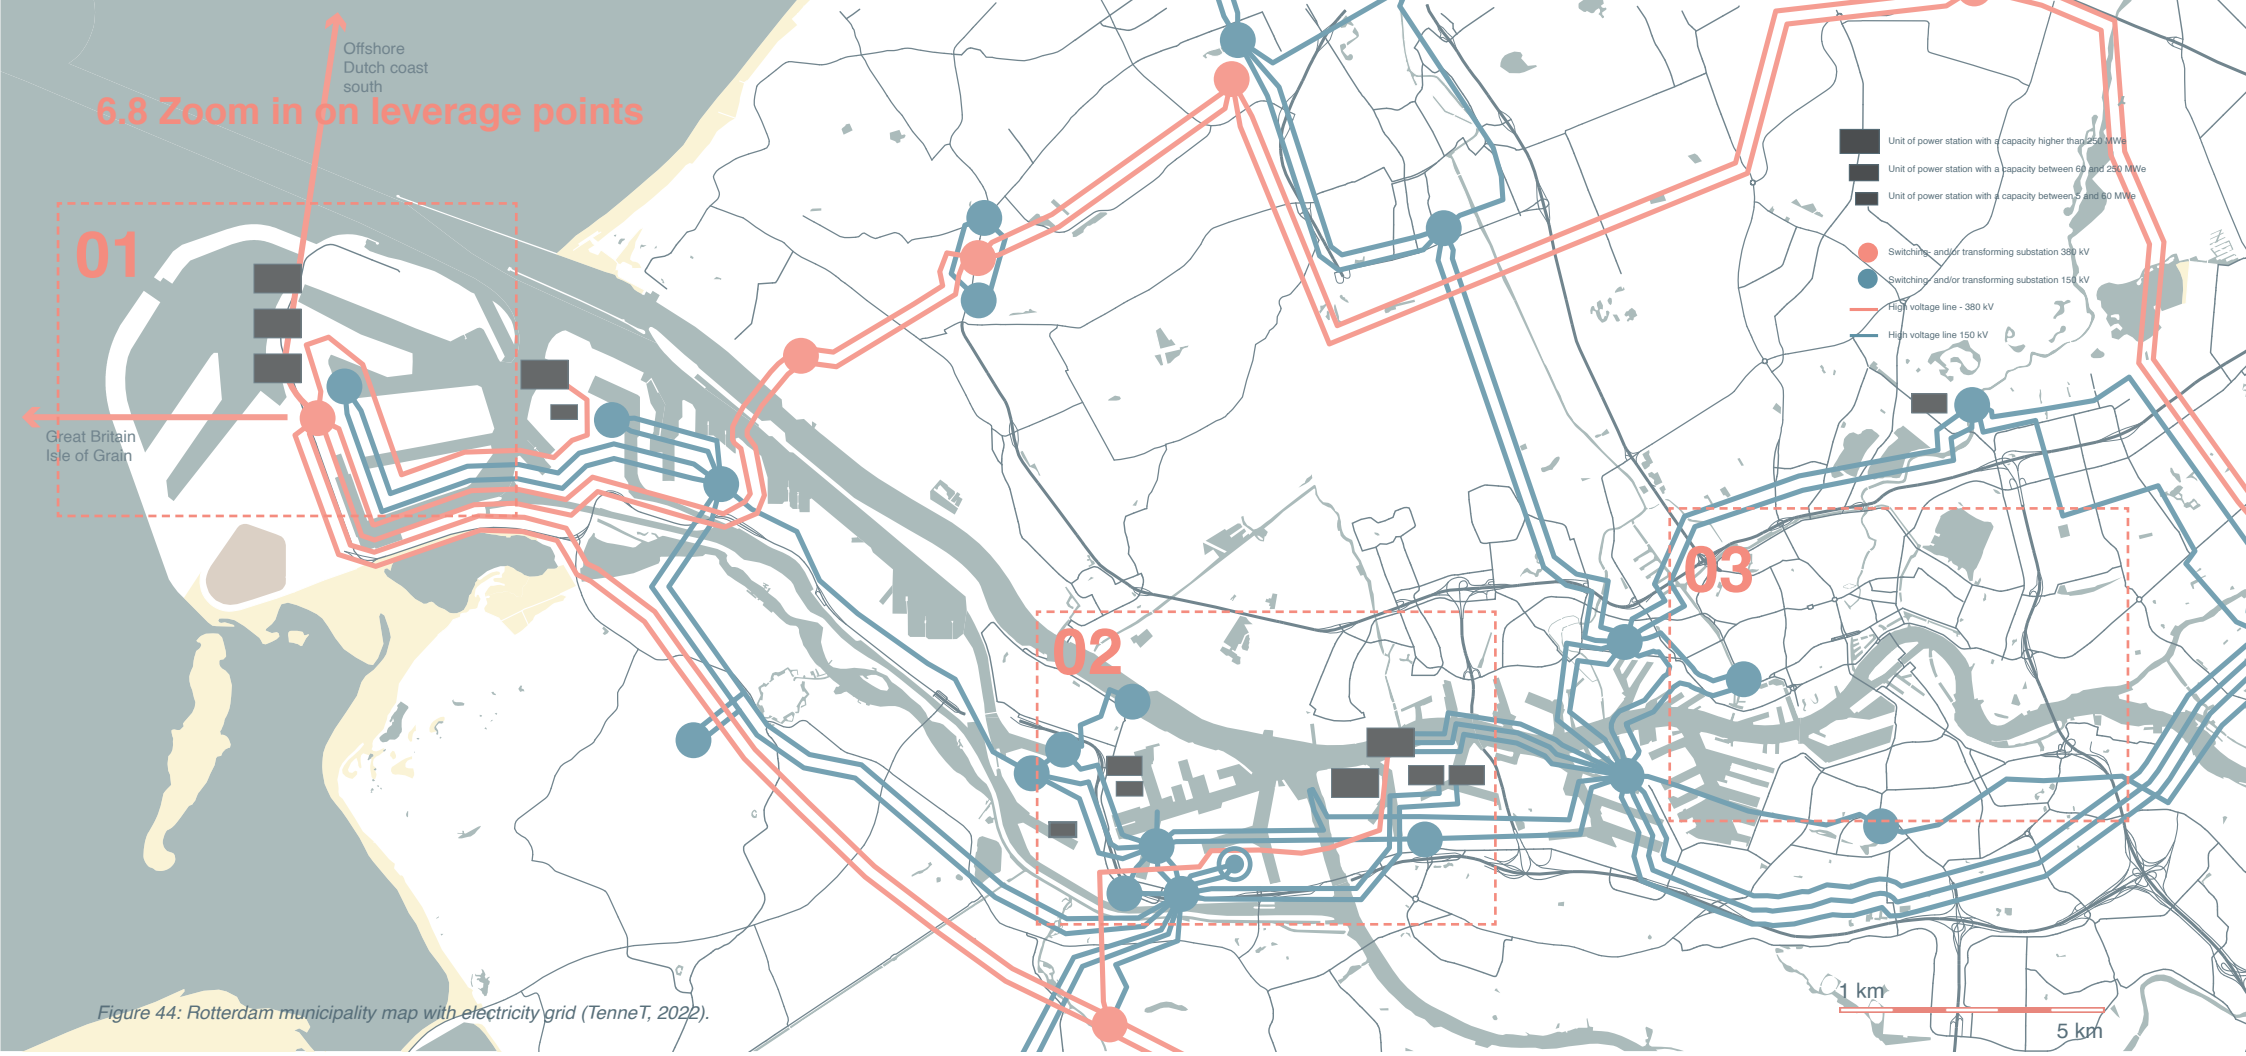 Offshore
Dutch coast
south
6.8 Zoom in on leverage points
Unit of power station with a capacity higher than 250 MWe
Unit of power station with a capacity between 60 and 250 MWe
Unit of power station with a capacity between 5 and 60 MWe
01
Switching- and/or transforming substation 380 kV
Switching- and/or transforming substation 150 kV
High voltage line - 380 kV
High voltage line 150 kV
Great Britain
Isle of Grain
03
02
1 km
Figure 44: Rotterdam municipality map with electricity grid (TenneT, 2022).
5 km